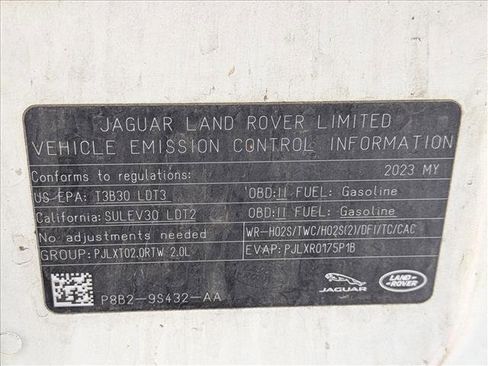 JAGUAR LAND ROVER LIMITED
VEHICLE EMISSION CONTROL INFORMATION
Conforms to regulations: 2023 MY
US EPA: T3B30 LDT3 OBD:II FUEL: Gasoline
California: SULEV30 LDT2 OBD:II FUEL: Gasoline
No adjustments needed WR-HO2S/TWC/HO2S(2)/DFI/TC/CAC
GROUP: PJLXT02.0RTW 2.0L EVAP: PJLXR0175P1B
P8B2-9S432-AA
JAGUAR
LAND ROVER